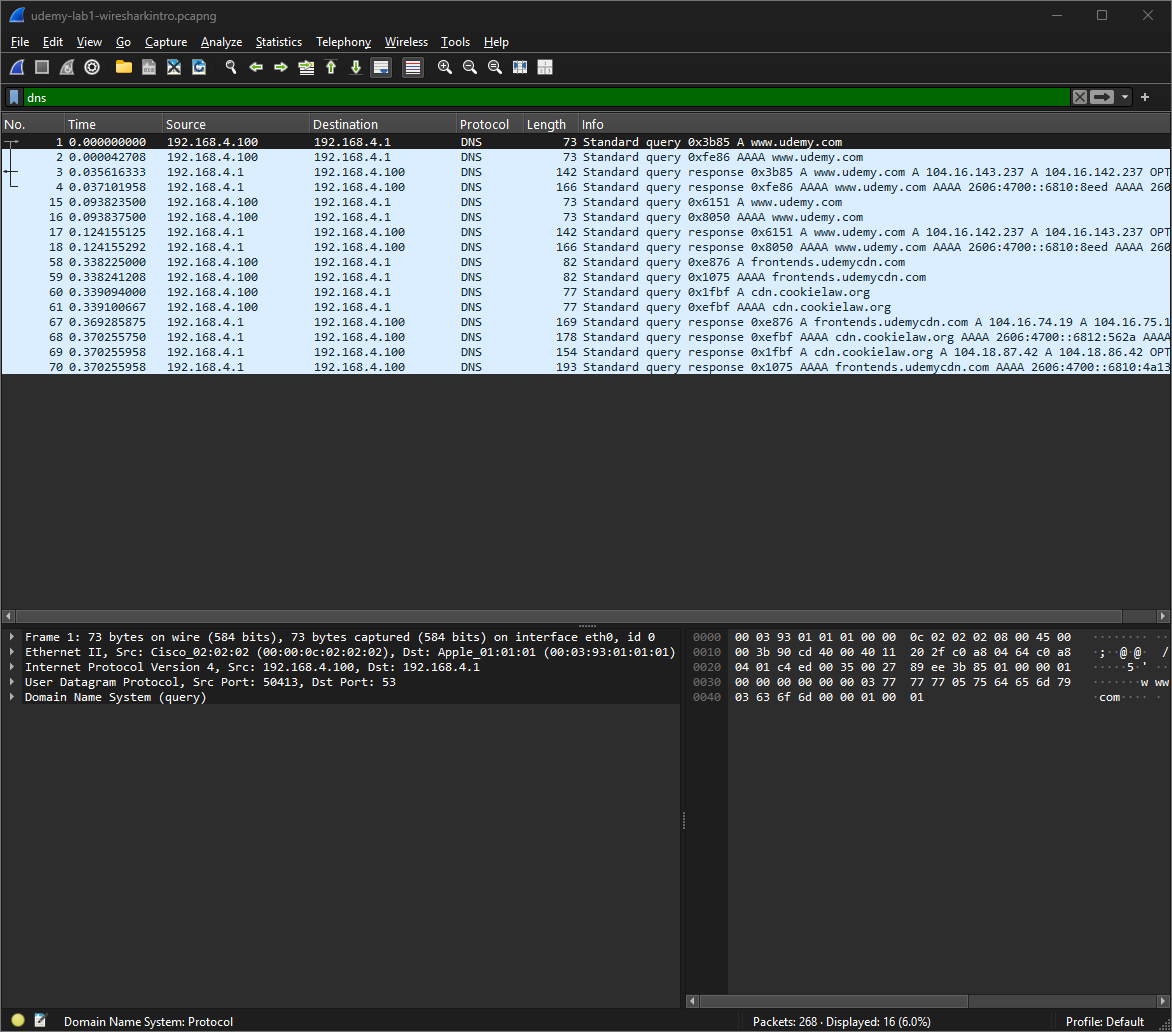 udemy-lab1-wiresharkintro.pcapng
File Edit View Go Capture Analyze Statistics Telephony Wireless Tools Help
dns
No. Time Source Destination Protocol Length Info
1 0.000000000 192.168.4.100 192.168.4.1 DNS 73 Standard query 0x3b85 A www.udemy.com
2 0.000042708 192.168.4.100 192.168.4.1 DNS 73 Standard query 0xfe86 AAAA www.udemy.com
3 0.035616333 192.168.4.1 192.168.4.100 DNS 142 Standard query response 0x3b85 A www.udemy.com A 104.16.143.237 A 104.16.142.237 OPT
4 0.037101958 192.168.4.1 192.168.4.100 DNS 166 Standard query response 0xfe86 AAAA www.udemy.com AAAA 2606:4700::6810:8eed AAAA 260
15 0.093823500 192.168.4.100 192.168.4.1 DNS 73 Standard query 0x6151 A www.udemy.com
16 0.093837500 192.168.4.100 192.168.4.1 DNS 73 Standard query 0x8050 AAAA www.udemy.com
17 0.124155125 192.168.4.1 192.168.4.100 DNS 142 Standard query response 0x6151 A www.udemy.com A 104.16.142.237 A 104.16.143.237 OPT
18 0.124155292 192.168.4.1 192.168.4.100 DNS 166 Standard query response 0x8050 AAAA www.udemy.com AAAA 2606:4700::6810:8eed AAAA 260
58 0.338225000 192.168.4.100 192.168.4.1 DNS 82 Standard query 0xe876 A frontends.udemycdn.com
59 0.338241208 192.168.4.100 192.168.4.1 DNS 82 Standard query 0x1075 AAAA frontends.udemycdn.com
60 0.339094000 192.168.4.100 192.168.4.1 DNS 77 Standard query 0x1fbf A cdn.cookielaw.org
61 0.339100667 192.168.4.100 192.168.4.1 DNS 77 Standard query 0xefbf AAAA cdn.cookielaw.org
67 0.369285875 192.168.4.1 192.168.4.100 DNS 169 Standard query response 0xe876 A frontends.udemycdn.com A 104.16.74.19 A 104.16.75.1
68 0.370255750 192.168.4.1 192.168.4.100 DNS 178 Standard query response 0xefbf AAAA cdn.cookielaw.org AAAA 2606:4700::6812:562a AAAA
69 0.370255958 192.168.4.1 192.168.4.100 DNS 154 Standard query response 0x1fbf A cdn.cookielaw.org A 104.18.87.42 A 104.18.86.42 OPT
70 0.370255958 192.168.4.1 192.168.4.100 DNS 193 Standard query response 0x1075 AAAA frontends.udemycdn.com AAAA 2606:4700::6810:4a13
Frame 1: 73 bytes on wire (584 bits), 73 bytes captured (584 bits) on interface eth0, id 0
Ethernet II, Src: Cisco_02:02:02 (00:00:0c:02:02:02), Dst: Apple_01:01:01 (00:03:93:01:01:01)
Internet Protocol Version 4, Src: 192.168.4.100, Dst: 192.168.4.1
User Datagram Protocol, Src Port: 50413, Dst Port: 53
Domain Name System (query)
0000 00 03 93 01 01 01 00 00 0c 02 02 02 08 00 45 00 ········ ··
0010 00 3b 90 cd 40 00 40 11 20 2f c0 a8 04 64 c0 a8 ·;··@·@· /
0020 04 01 c4 ed 00 35 00 27 89 ee 3b 85 01 00 00 01 ·····5·' ··
0030 00 00 00 00 00 00 03 77 77 77 05 75 64 65 6d 79 ·······w ww
0040 03 63 6f 6d 00 00 01 00 01 ·com···· ·
Domain Name System: Protocol
Packets: 268 · Displayed: 16 (6.0%)
Profile: Default